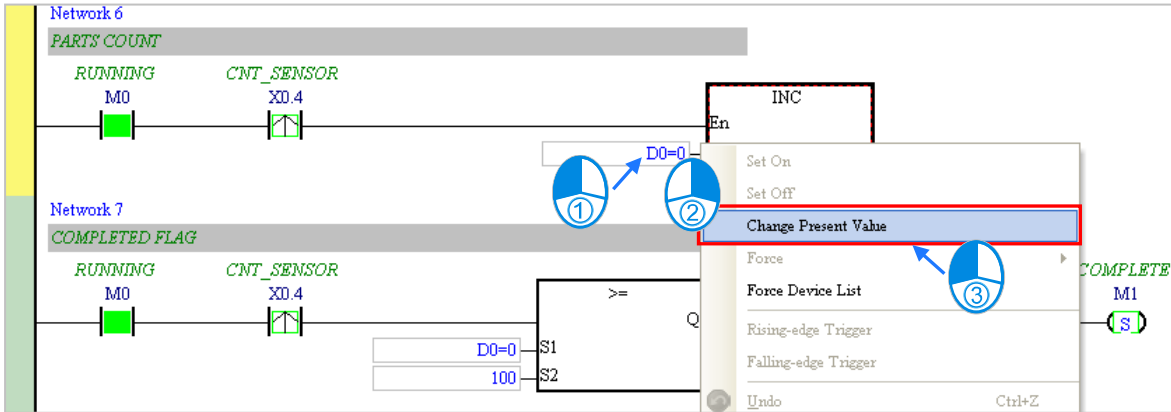 Network 6
PARTS COUNT
RUNNING CNT_SENSOR
M0 X0.4
INC
En
D0=0
① ②
Set On
Set Off
Change Present Value
Force
Force Device List
Rising-edge Trigger
Falling-edge Trigger
Undo Ctrl+Z
③
Network 7
COMPLETED FLAG
RUNNING CNT_SENSOR COMPLETE
M0 X0.4 >= M1
Q S
D0=0 S1
100 S2